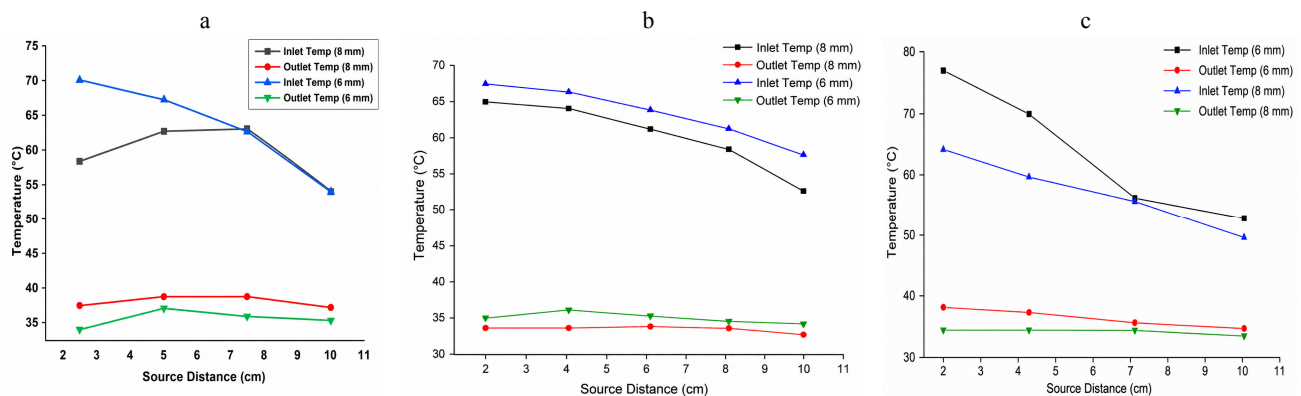 a
75
70
65
60
55
50
45
40
35
Temperature (°C)
2 3 4 5 6 7 8 9 10 11
Source Distance (cm)
Inlet Temp (8 mm)
Outlet Temp (8 mm)
Inlet Temp (6 mm)
Outlet Temp (6 mm)
b
70
65
60
55
50
45
40
35
30
Temperature (°C)
2 3 4 5 6 7 8 9 10 11
Source Distance (cm)
Inlet Temp (8 mm)
Outlet Temp (8 mm)
Inlet Temp (6 mm)
Outlet Temp (6 mm)
c
80
70
60
50
40
30
Temperature (°C)
2 3 4 5 6 7 8 9 10 11
Source Distance (cm)
Inlet Temp (6 mm)
Outlet Temp (6 mm)
Inlet Temp (8 mm)
Outlet Temp (8 mm)